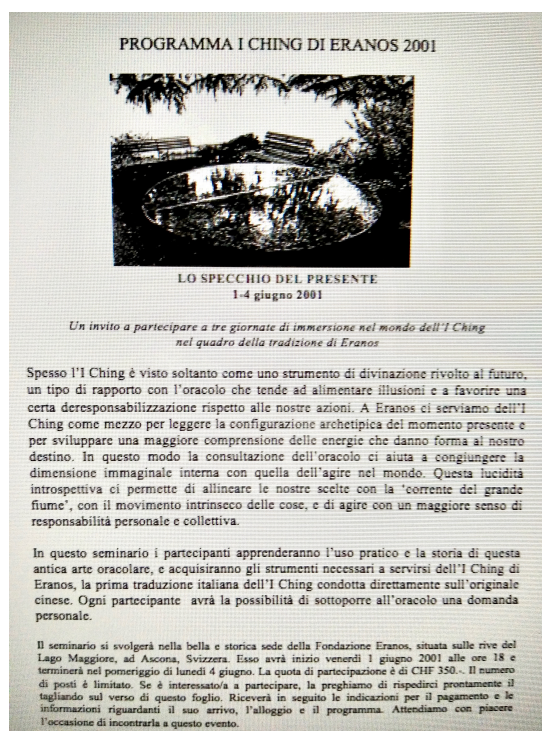 PROGRAMMA I CHING DI ERANOS 2001
LO SPECCHIO DEL PRESENTE
1-4 giugno 2001
Un invito a partecipare a tre giornate di immersione nel mondo dell'I Ching
nel quadro della tradizione di Eranos
Spesso l'I Ching è visto soltanto come uno strumento di divinazione rivolto al futuro,
un tipo di rapporto con l'oracolo che tende ad alimentare illusioni e a favorire una
certa deresponsabilizzazione rispetto alle nostre azioni. A Eranos ci serviamo dell'I
Ching come mezzo per leggere la configurazione archetipica del momento presente e
per sviluppare una maggiore comprensione delle energie che danno forma al nostro
destino. In questo modo la consultazione dell'oracolo ci aiuta a congiungere la
dimensione immaginale interna con quella dell'agire nel mondo. Questa lucidità
introspettiva ci permette di allineare le nostre scelte con la 'corrente del grande
fiume', con il movimento intrinseco delle cose, e di agire con un maggiore senso di
responsabilità personale e collettiva.
In questo seminario i partecipanti apprenderanno l'uso pratico e la storia di questa
antica arte oracolare, e acquisiranno gli strumenti necessari a servirsi dell'I Ching di
Eranos, la prima traduzione italiana dell'I Ching condotta direttamente sull'originale
cinese. Ogni partecipante avrà la possibilità di sottoporre all'oracolo una domanda
personale.
Il seminario si svolgerà nella bella e storica sede della Fondazione Eranos, situata sulle rive del
Lago Maggiore, ad Ascona, Svizzera. Esso avrà inizio venerdì 1 giugno 2001 alle ore 18 e
terminerà nel pomeriggio di lunedì 4 giugno. La quota di partecipazione è di CHF 350.-. Il numero
di posti è limitato. Se è interessato/a a partecipare, la preghiamo di rispedirci prontamente il
tagliando sul verso di questo foglio. Riceverà in seguito le indicazioni per il pagamento e le
informazioni riguardanti il suo arrivo, l'alloggio e il programma. Attendiamo con piacere
l'occasione di incontrarla a questo evento.